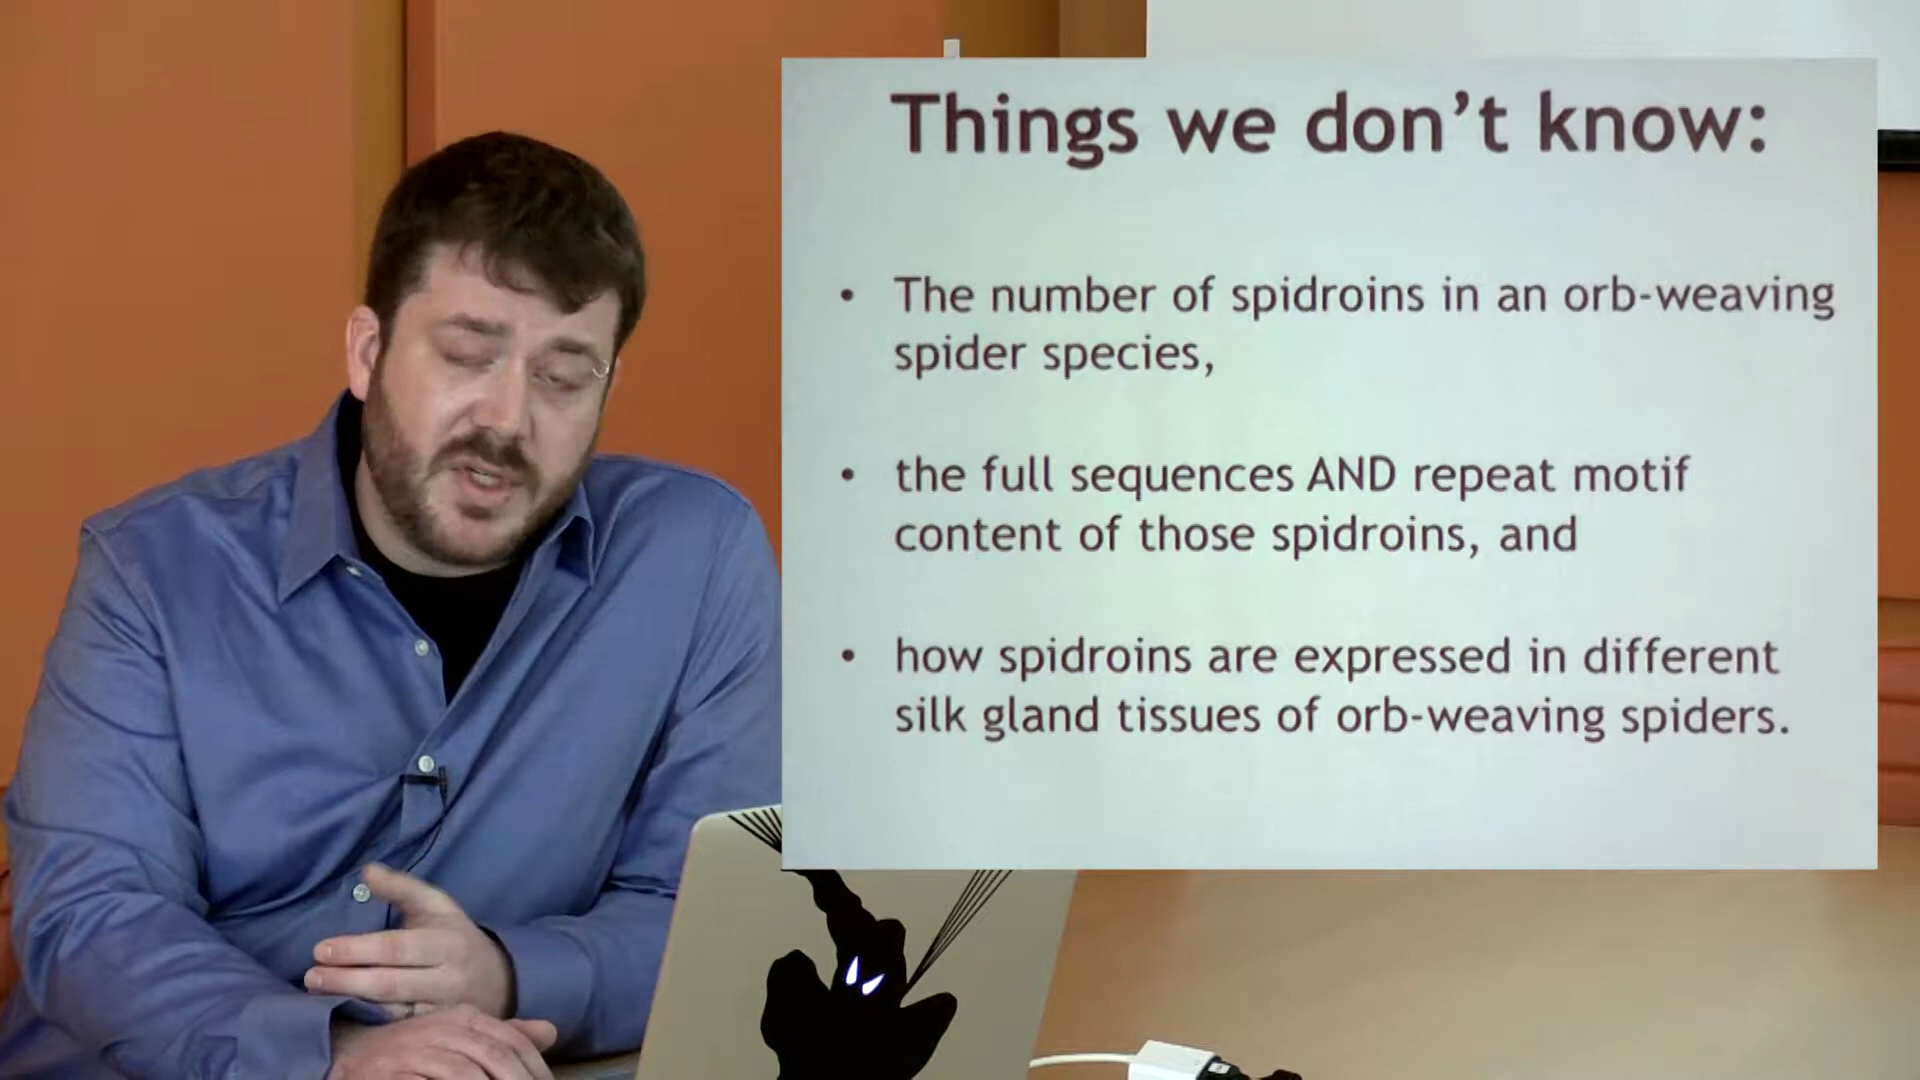 Things we don't know:
• The number of spidroins in an orb-weaving
spider species,
• the full sequences AND repeat motif
content of those spidroins, and
• how spidroins are expressed in different
silk gland tissues of orb-weaving spiders.